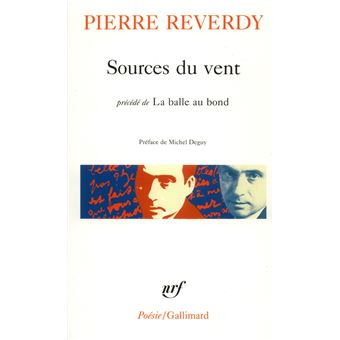 PIERRE REVERDY
Sources du vent
précédé de La balle au bond
Préface de Michel Deguy
nrf
Poésie/Gallimard